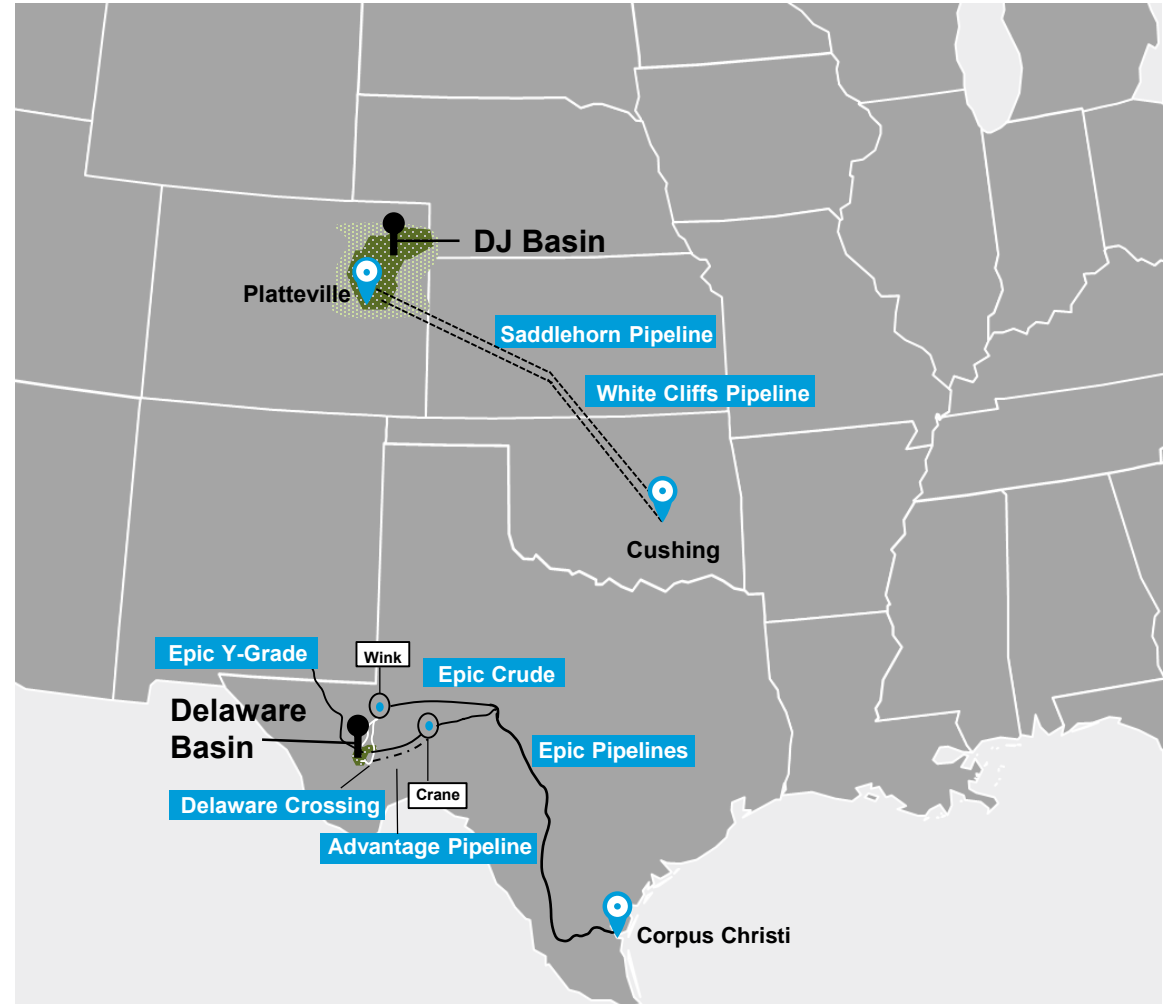 DJ Basin
Platteville
Saddlehorn Pipeline
White Cliffs Pipeline
Cushing
Epic Y-Grade
Wink
Epic Crude
Delaware
Basin
Epic Pipelines
Crane
Delaware Crossing
Advantage Pipeline
Corpus Christi